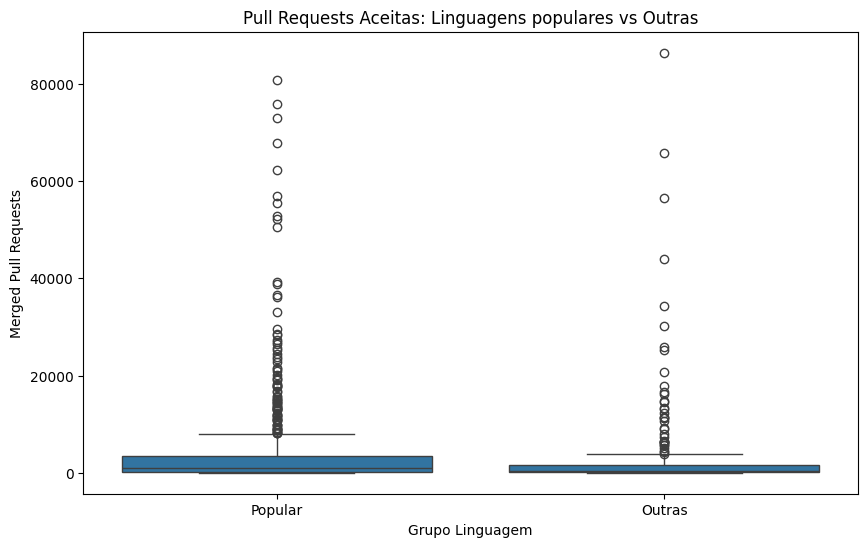 Pull Requests Aceitas: Linguagens populares vs Outras
Merged Pull Requests
80000
60000
40000
20000
0
Popular
Outras
Grupo Linguagem